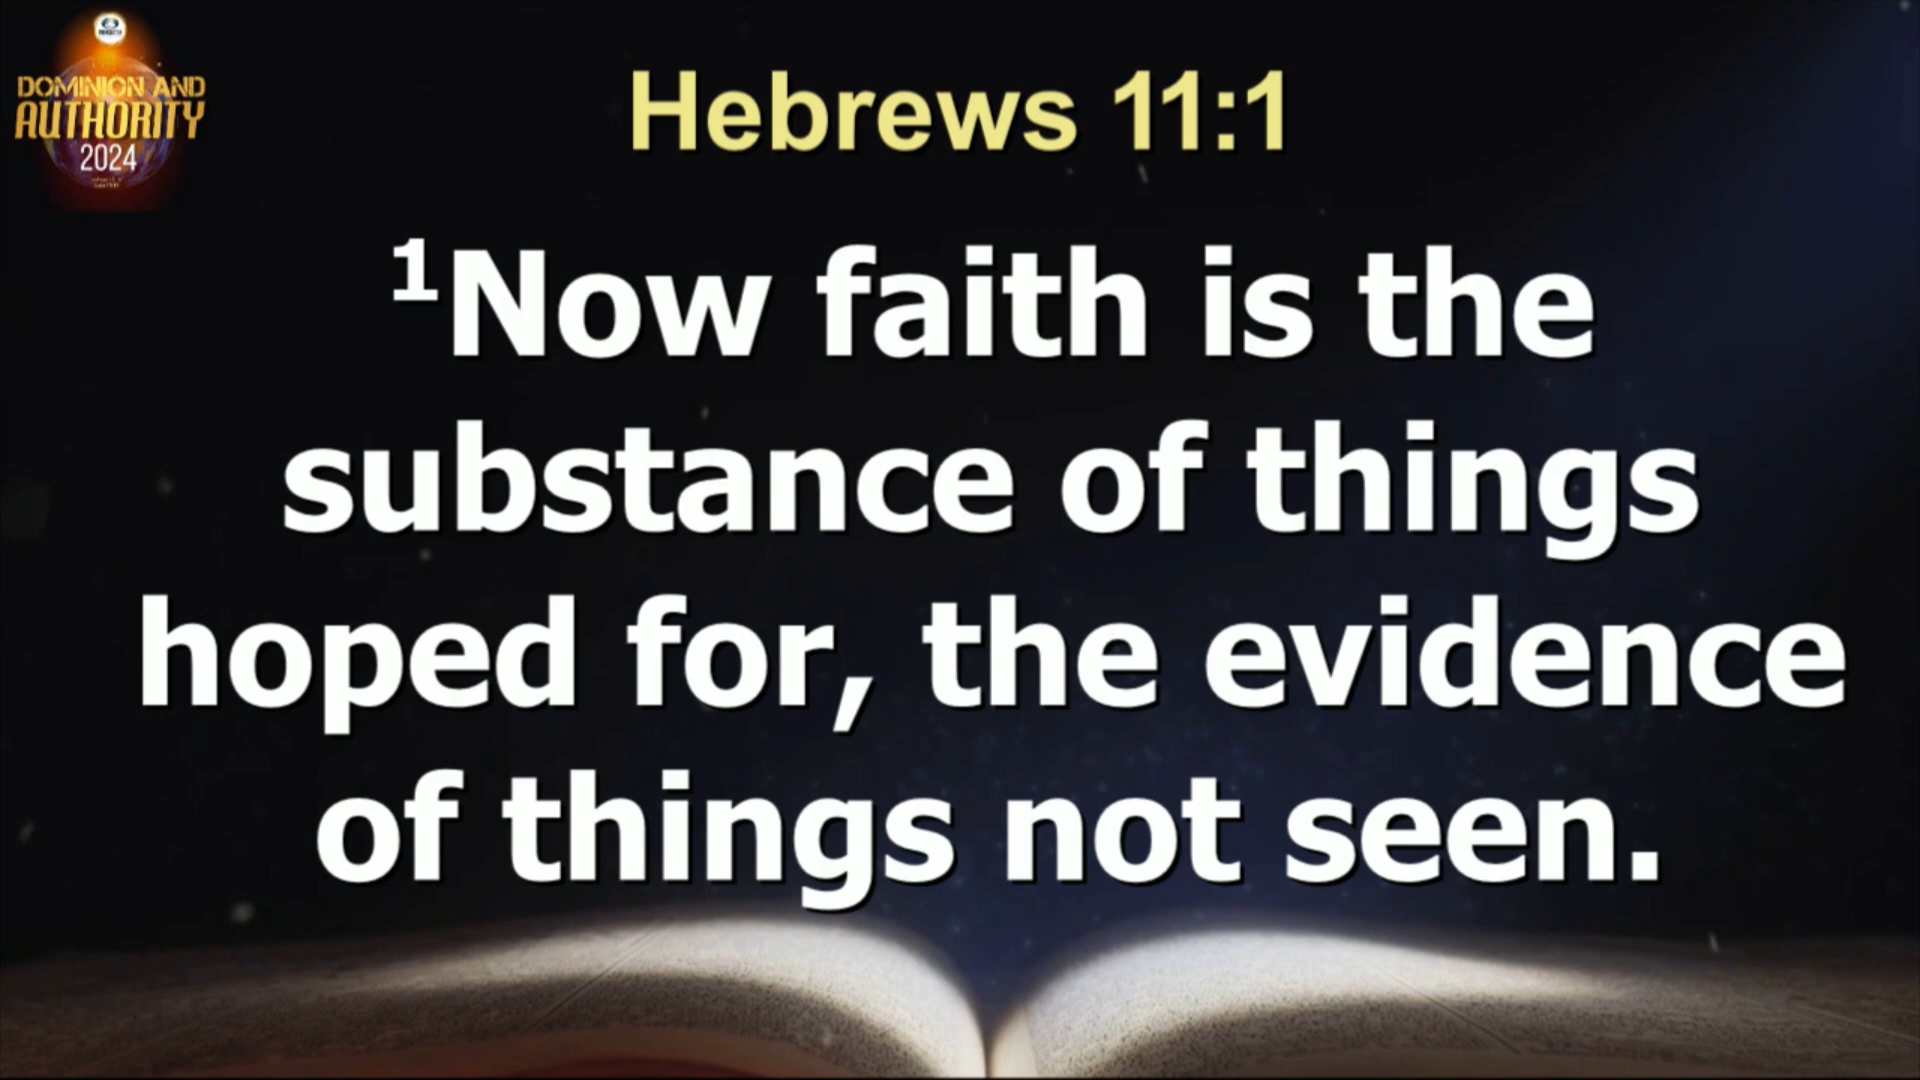 DOMINION AND
AUTHORITY
2024
Hebrews 11:1
¹Now faith is the
substance of things
hoped for, the evidence
of things not seen.